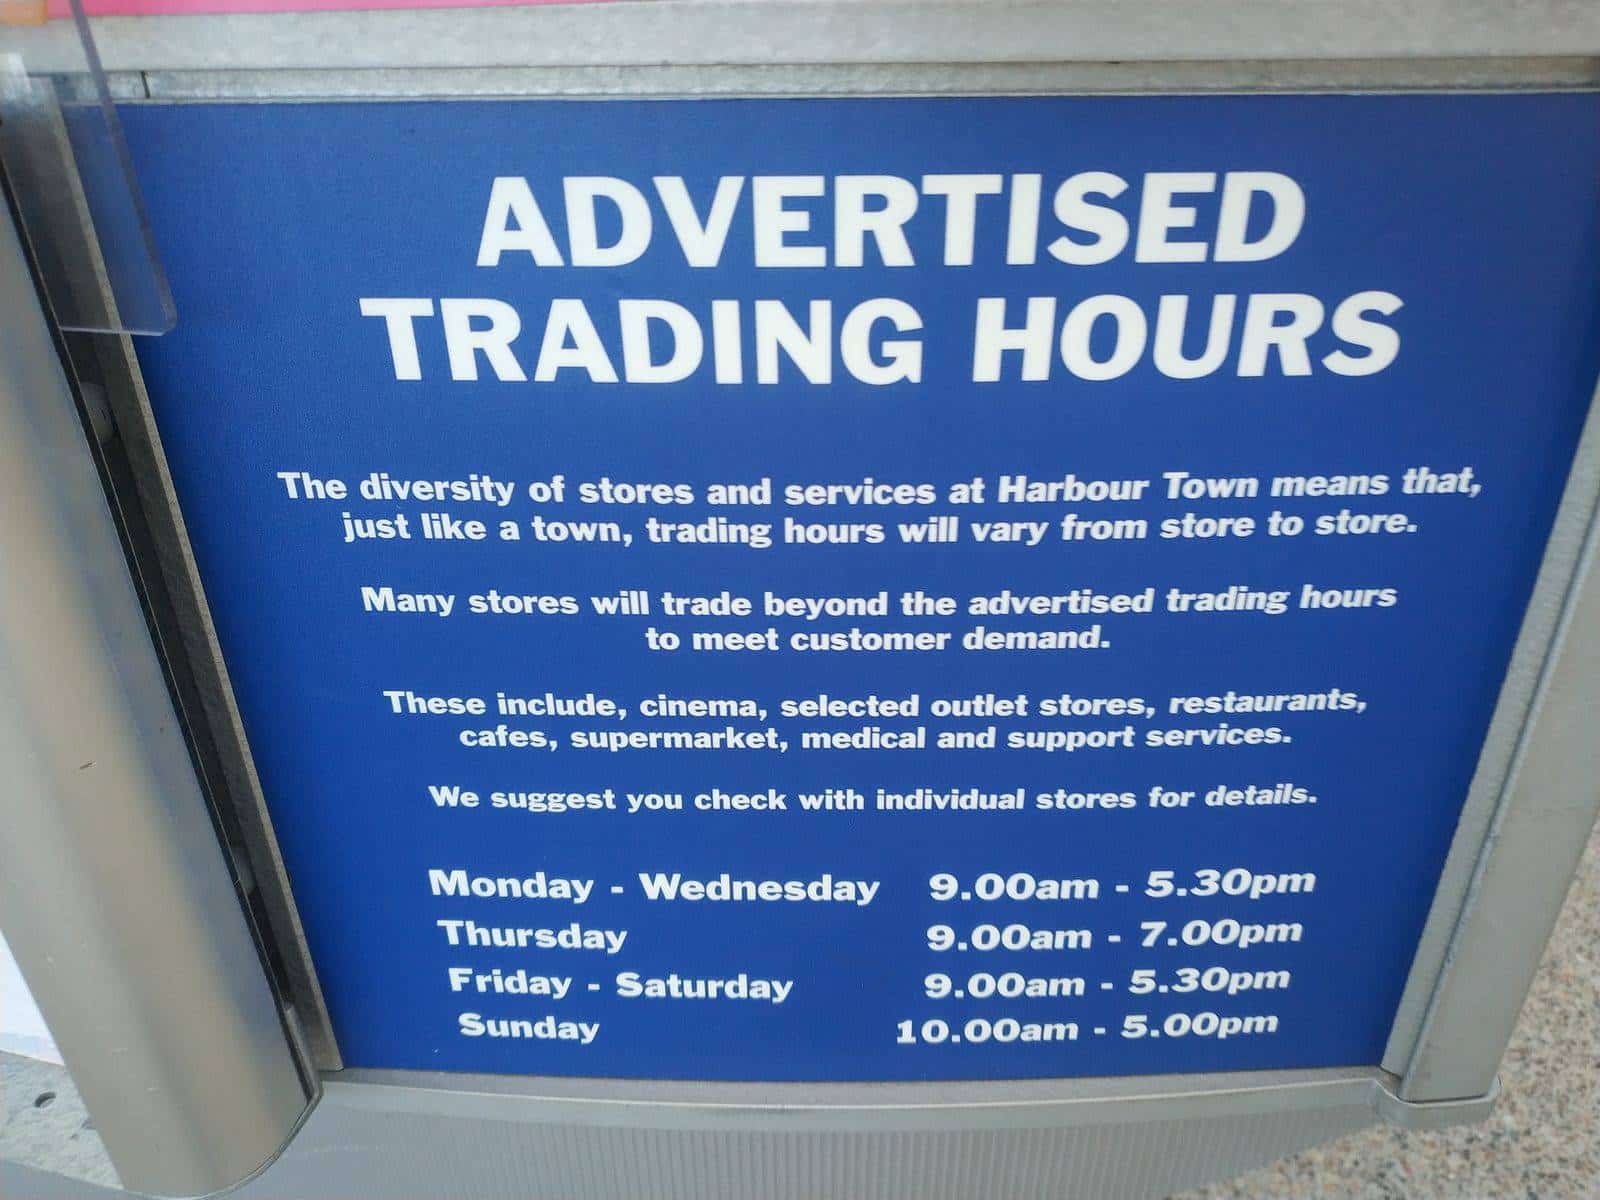 ADVERTISED
TRADING HOURS
The diversity of stores and services at Harbour Town means that,
just like a town, trading hours will vary from store to store.
Many stores will trade beyond the advertised trading hours
to meet customer demand.
These include, cinema, selected outlet stores, restaurants,
cafes, supermarket, medical and support services.
We suggest you check with individual stores for details.
Monday - Wednesday 9.00am - 5.30pm
Thursday 9.00am - 7.00pm
Friday - Saturday 9.00am - 5.30pm
Sunday 10.00am - 5.00pm